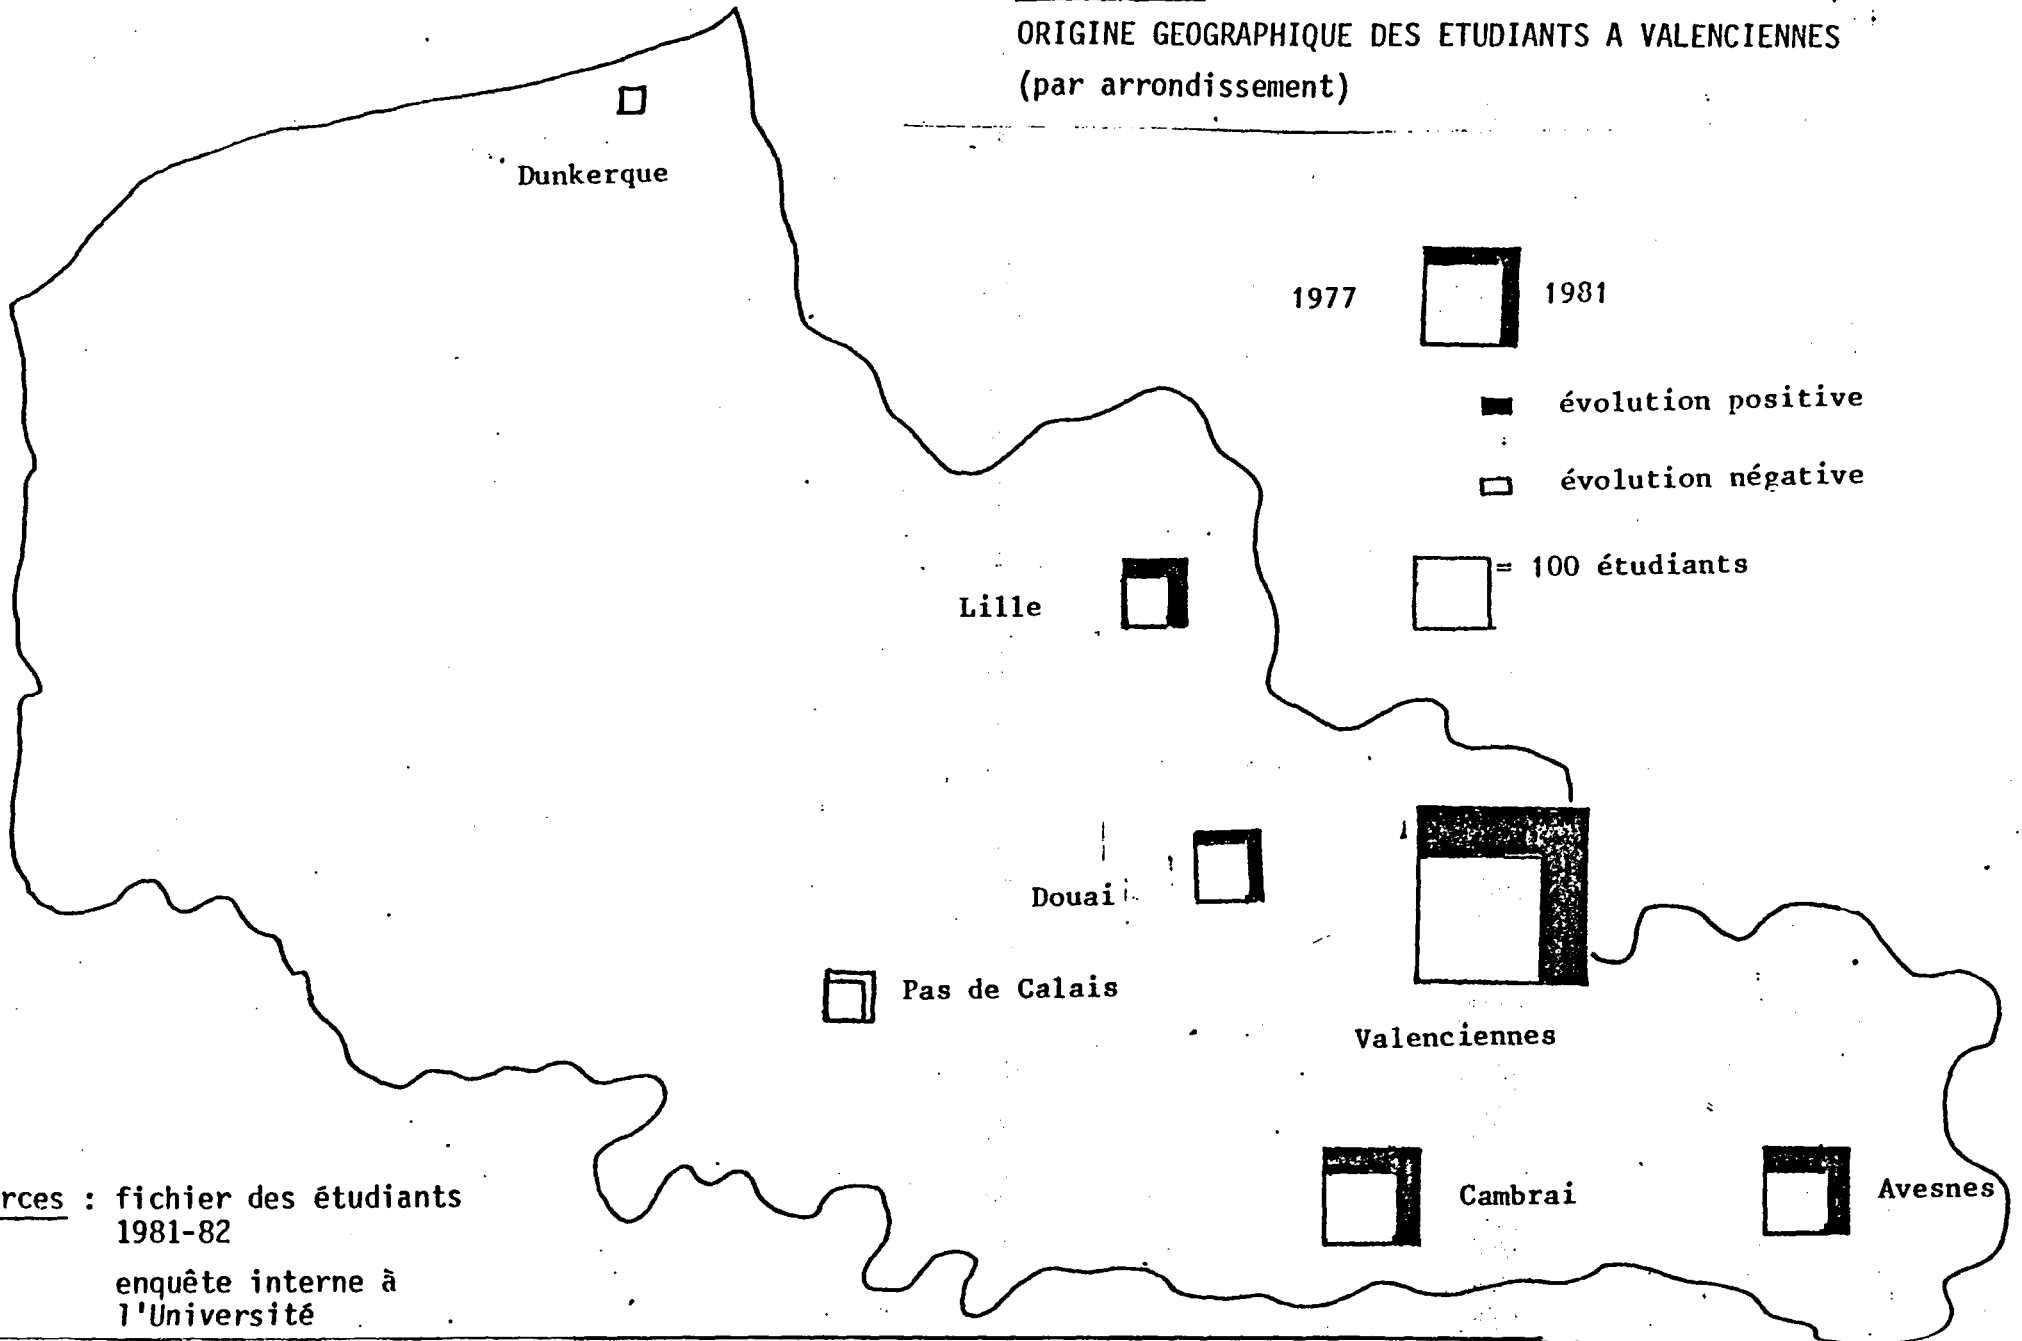 ORIGINE GEOGRAPHIQUE DES ETUDIANTS A VALENCIENNES
(par arrondissement)
Dunkerque
1977
1981
évolution positive
évolution négative
= 100 étudiants
Lille
Douai
Pas de Calais
Valenciennes
Cambrai
Avesnes
rces : fichier des étudiants
1981-82
enquête interne à
l'Université